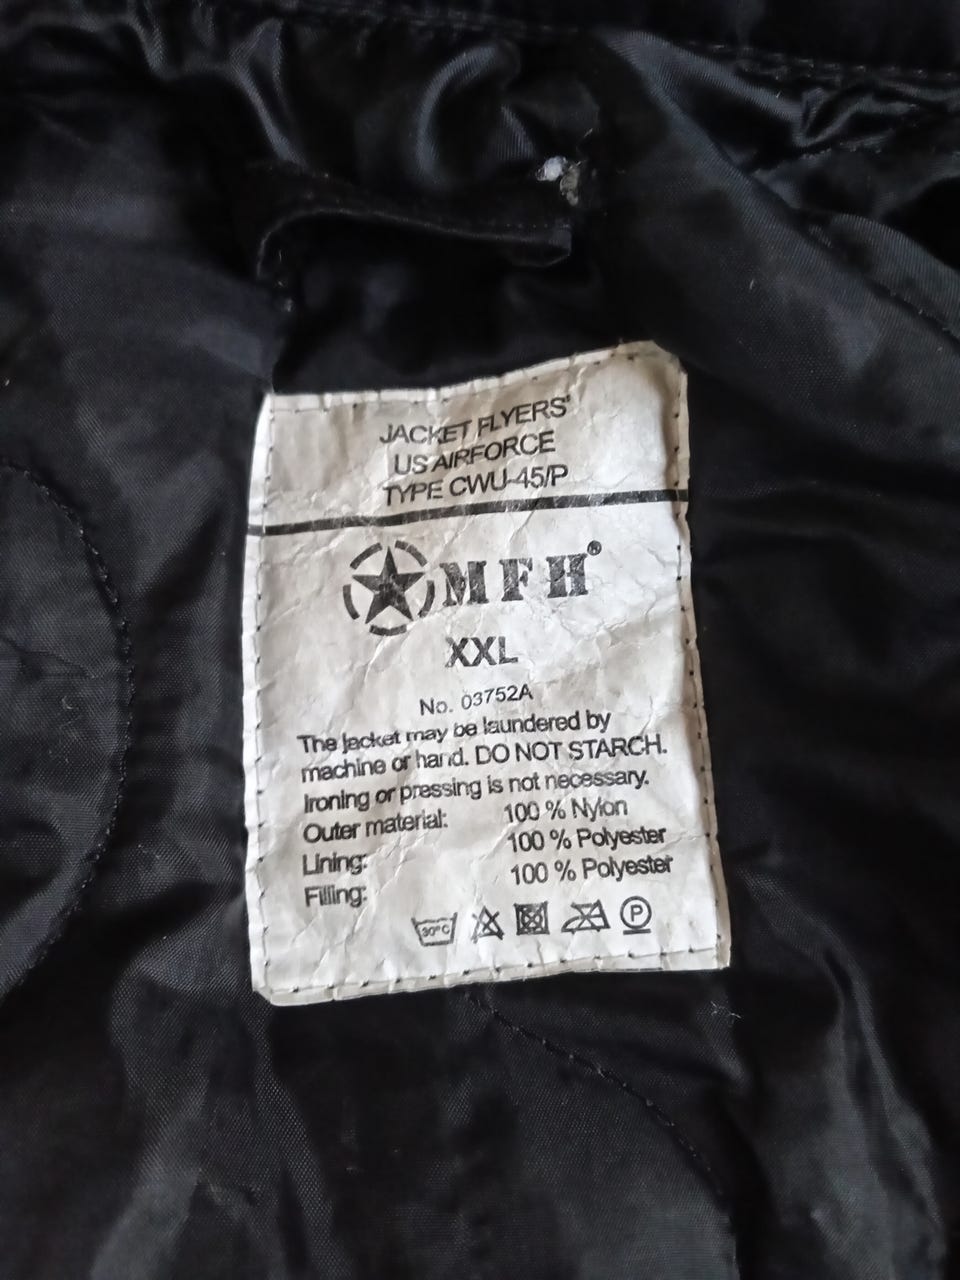 JACKET FLYERS'
US AIRFORCE
TYPE CWU-45/P
MFH®
XXL
No. 03752A
The jacket may be laundered by
machine or hand. DO NOT STARCH.
Ironing or pressing is not necessary.
Outer material: 100 % Nylon
Lining: 100 % Polyester
Filling: 100 % Polyester
30°C P